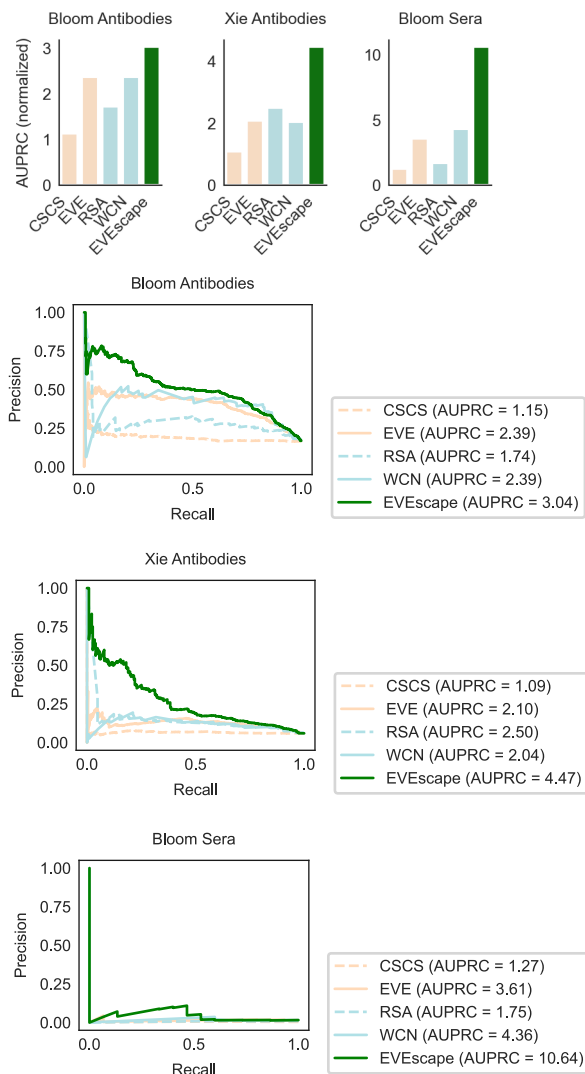 Bloom Antibodies
Xie Antibodies
Bloom Sera
AUPRC (normalized)
3
2
1
0
CSCS
EVE
RSA
WCN
EVEscape
4
2
0
CSCS
EVE
RSA
WCN
EVEscape
10
5
0
CSCS
EVE
RSA
WCN
EVEscape
Bloom Antibodies
Precision
1.00
0.75
0.50
0.25
0.00
0.0
0.5
1.0
Recall
CSCS (AUPRC = 1.15)
EVE (AUPRC = 2.39)
RSA (AUPRC = 1.74)
WCN (AUPRC = 2.39)
EVEscape (AUPRC = 3.04)
Xie Antibodies
Precision
1.00
0.75
0.50
0.25
0.00
0.0
0.5
1.0
Recall
CSCS (AUPRC = 1.09)
EVE (AUPRC = 2.10)
RSA (AUPRC = 2.50)
WCN (AUPRC = 2.04)
EVEscape (AUPRC = 4.47)
Bloom Sera
Precision
1.00
0.75
0.50
0.25
0.00
0.0
0.5
1.0
Recall
CSCS (AUPRC = 1.27)
EVE (AUPRC = 3.61)
RSA (AUPRC = 1.75)
WCN (AUPRC = 4.36)
EVEscape (AUPRC = 10.64)